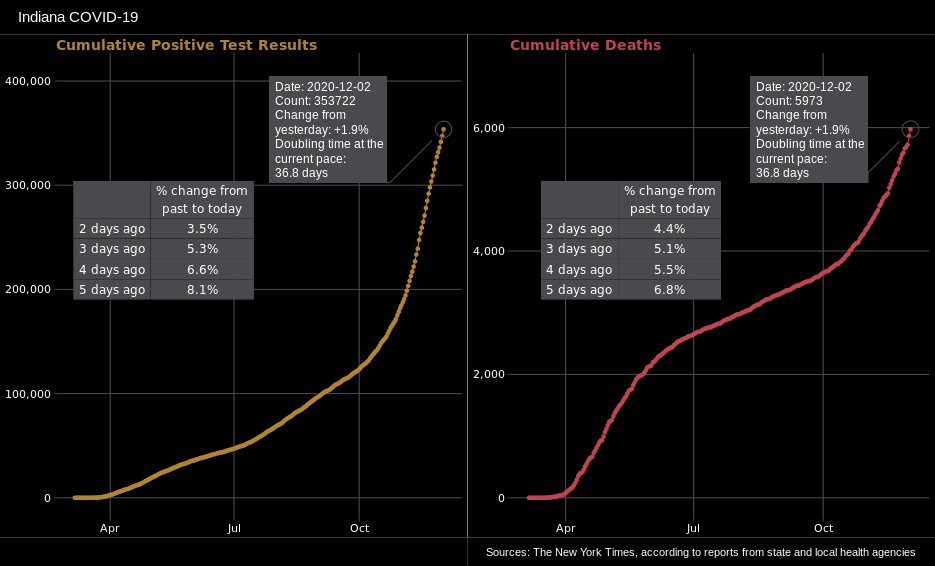 Indiana COVID-19
Cumulative Positive Test Results
400,000
300,000
200,000
100,000
0
Apr
Jul
Oct
Date: 2020-12-02
Count: 353722
Change from
yesterday: +1.9%
Doubling time at the
current pace:
36.8 days
% change from
past to today
2 days ago 3.5%
3 days ago 5.3%
4 days ago 6.6%
5 days ago 8.1%
Cumulative Deaths
6,000
4,000
2,000
0
Apr
Jul
Oct
Date: 2020-12-02
Count: 5973
Change from
yesterday: +1.9%
Doubling time at the
current pace:
36.8 days
% change from
past to today
2 days ago 4.4%
3 days ago 5.1%
4 days ago 5.5%
5 days ago 6.8%
Sources: The New York Times, according to reports from state and local health agencies